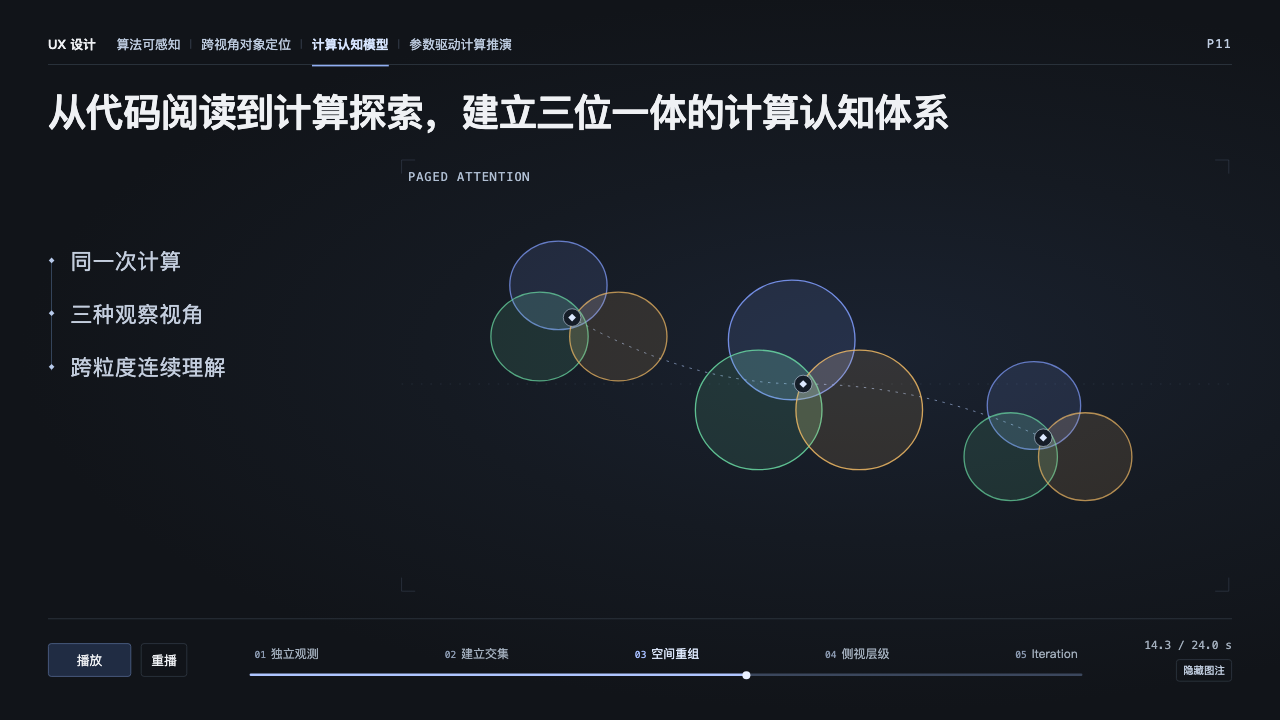 UX 设计 算法可感知 跨视角对象定位 计算认知模型 参数驱动计算推演 P11
从代码阅读到计算探索，建立三位一体的计算认知体系
PAGED ATTENTION
同一次计算
三种观察视角
跨粒度连续理解
播放 重播
01 独立观测 02 建立交集 03 空间重组 04 侧视层级 05 Iteration
14.3 / 24.0 s
隐藏图注